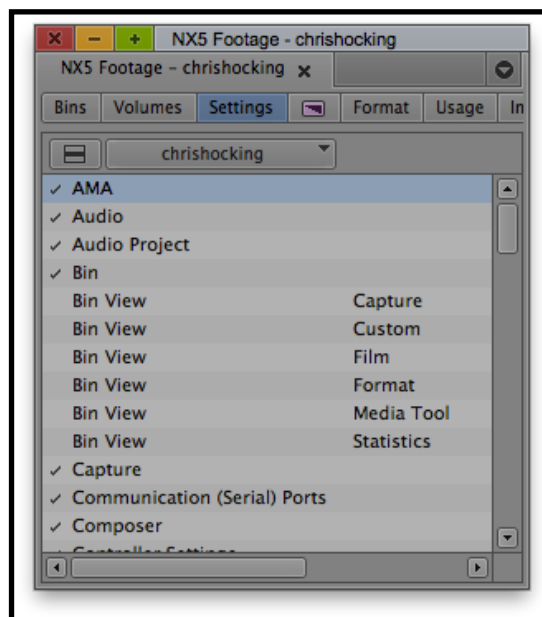 NX5 Footage - chrishocking
NX5 Footage – chrishocking
Bins Volumes Settings Format Usage In
chrishocking
AMA
Audio
Audio Project
Bin
Bin View Capture
Bin View Custom
Bin View Film
Bin View Format
Bin View Media Tool
Bin View Statistics
Capture
Communication (Serial) Ports
Composer